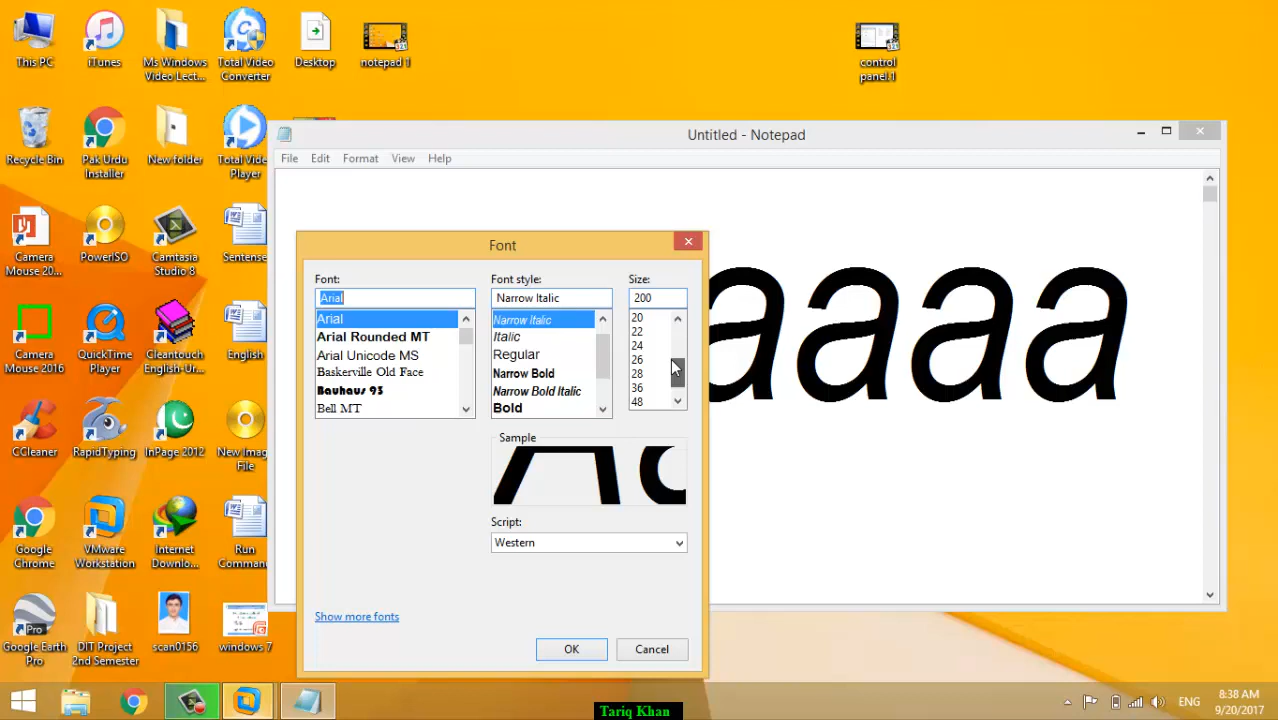 This PC
iTunes
Ms Windows
Video Lect...
Total Video
Converter
Desktop
notepad 1
control
panel.1
Recycle Bin
Pak Urdu
Installer
New folder
Total Vide
Player
Camera
Mouse 20...
PowerISO
Camtasia
Studio 8
Sentense
Camera
Mouse 2016
QuickTime
Player
Cleantouch
English-Ur...
English
CCleaner
RapidTyping
InPage 2012
New Imag
File
Google
Chrome
VMware
Workstation
Internet
Downlo...
Run
Comman
Google Earth
Pro
DIT Project
2nd Semester
scan0156
windows 7
Untitled - Notepad
File Edit Format View Help
aaaa
Font
Font:
Arial
Arial
Arial Rounded MT
Arial Unicode MS
Baskerville Old Face
Bauhaus 93
Bell MT
Font style:
Narrow Italic
Narrow Italic
Italic
Regular
Narrow Bold
Narrow Bold Italic
Bold
Size:
200
20
22
24
26
28
36
48
Sample
Script:
Western
Show more fonts
OK
Cancel
ENG
8:38 AM
9/20/2017
Tariq Khan